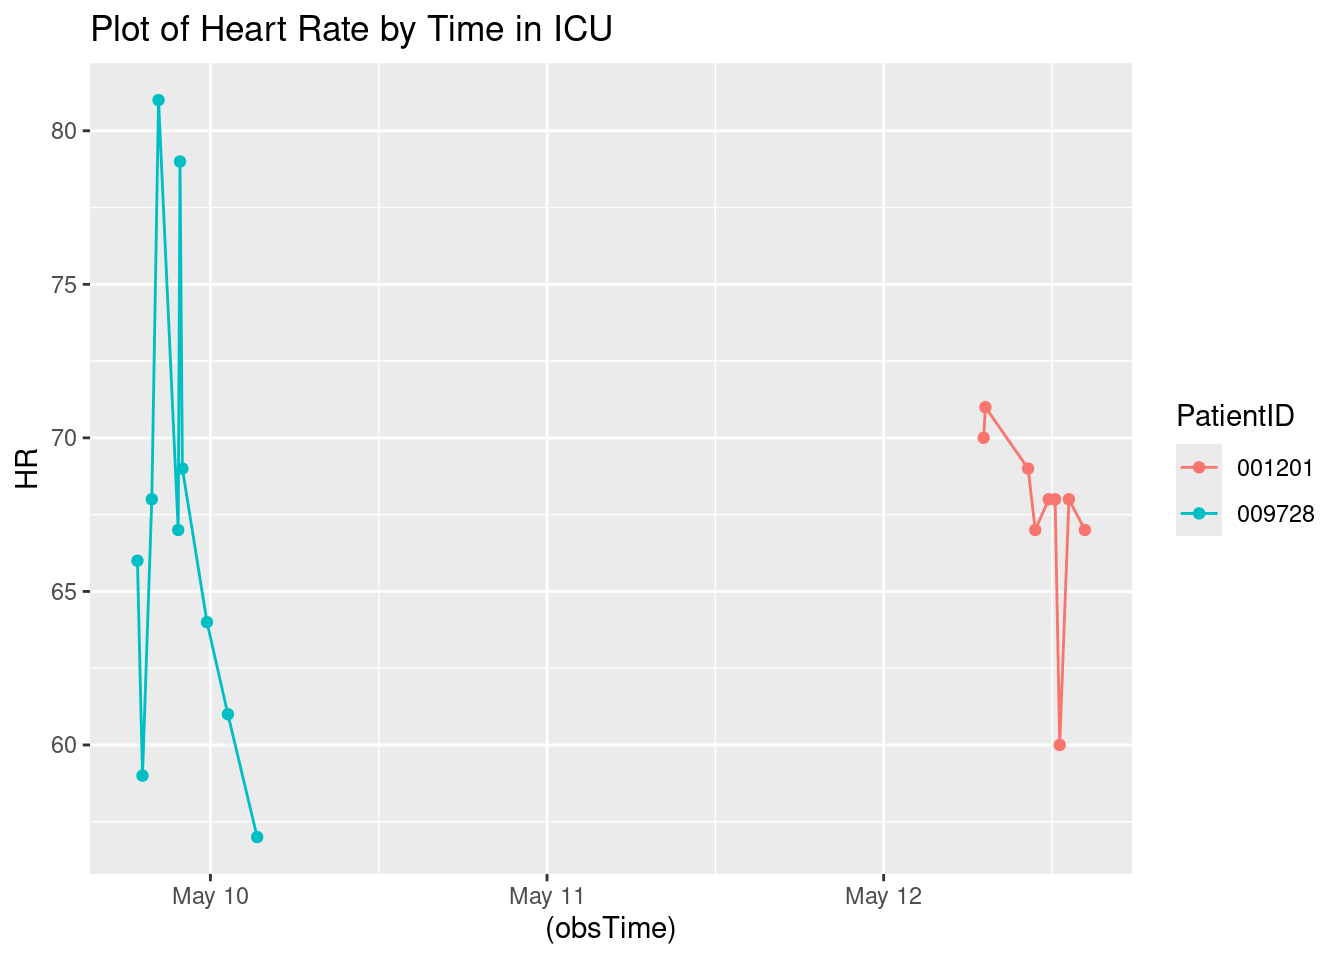 Plot of Heart Rate by Time in ICU
HR
80
75
70
65
60
May 10
May 11
May 12
(obsTime)
PatientID
001201
009728